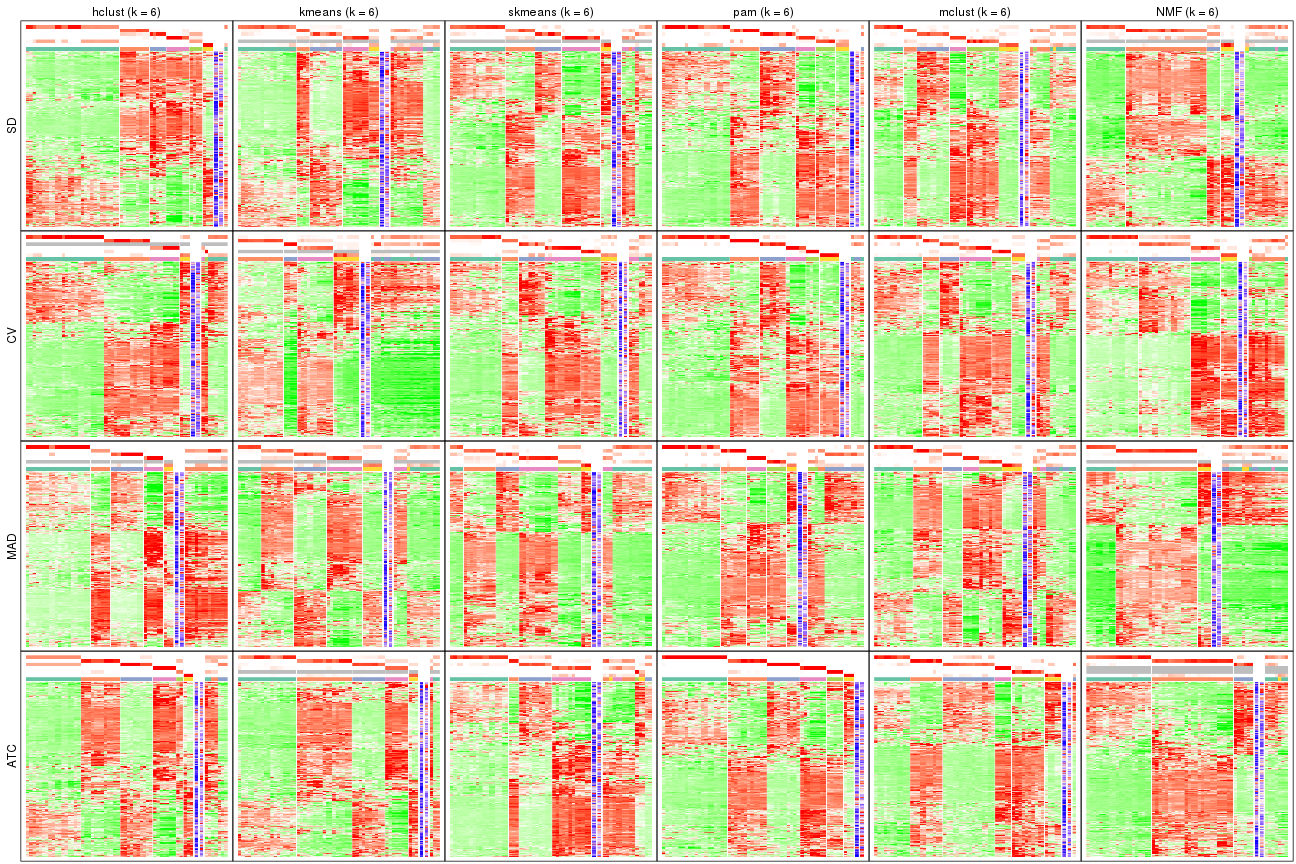 hclust (k = 6)
kmeans (k = 6)
skmeans (k = 6)
pam (k = 6)
mclust (k = 6)
NMF (k = 6)
SD
CV
MAD
ATC